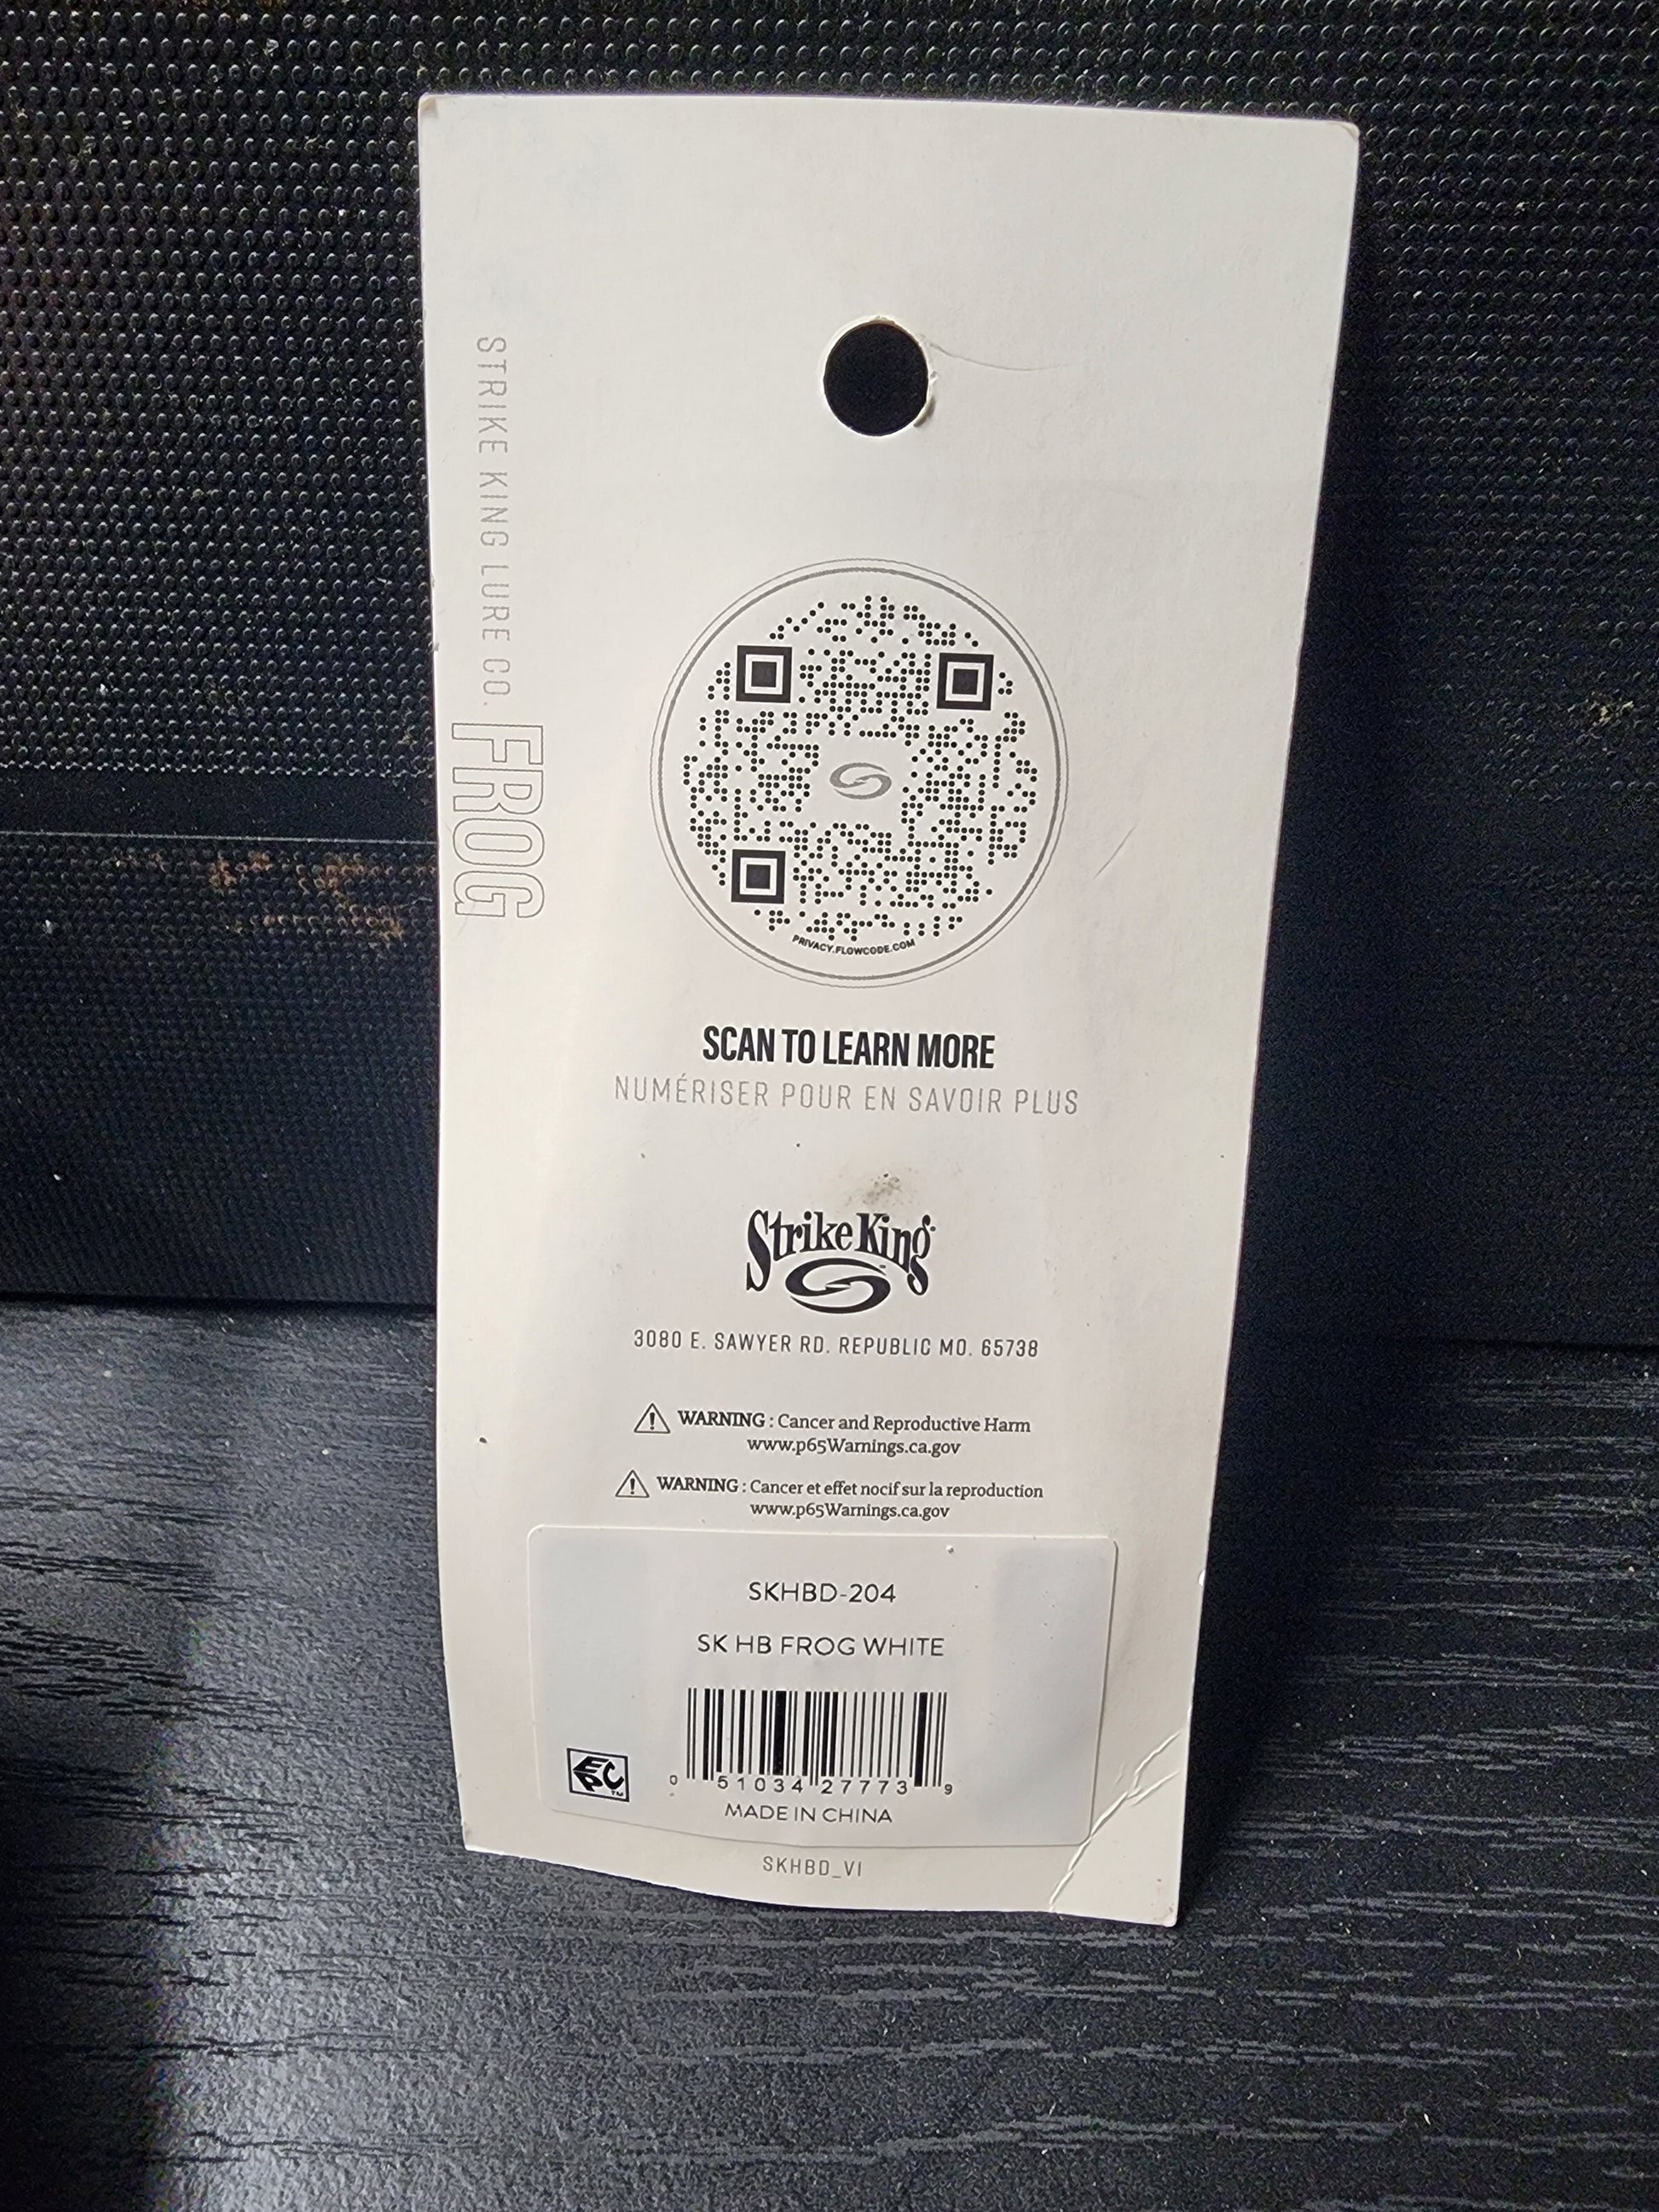 STRIKE KING LURE CO. FROG
PRIVACY.FLOWCODE.COM
SCAN TO LEARN MORE
NUMÉRISER POUR EN SAVOIR PLUS
Strike King
3080 E. SAWYER RD. REPUBLIC MO. 65738
WARNING : Cancer and Reproductive Harm
www.p65Warnings.ca.gov
WARNING : Cancer et effet nocif sur la reproduction
www.p65Warnings.ca.gov
SKHBD-204
SK HB FROG WHITE
0 51034 27773 9
EPC™
MADE IN CHINA
SKHBD_V1